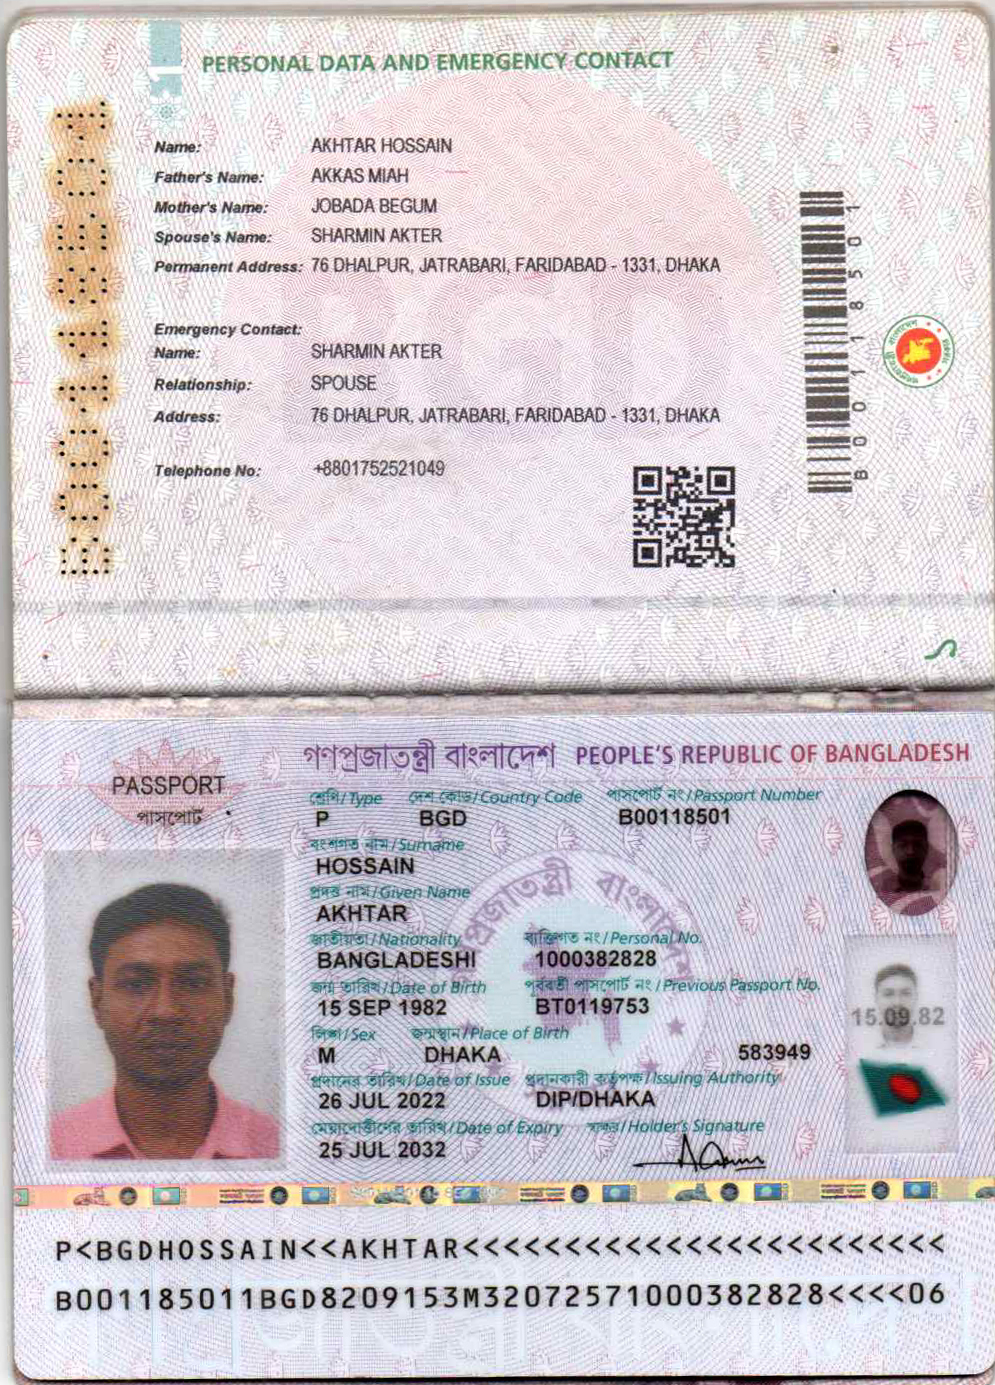 PERSONAL DATA AND EMERGENCY CONTACT
Name: AKHTAR HOSSAIN
Father's Name: AKKAS MIAH
Mother's Name: JOBADA BEGUM
Spouse's Name: SHARMIN AKTER
Permanent Address: 76 DHALPUR, JATRABARI, FARIDABAD - 1331, DHAKA
Emergency Contact:
Name: SHARMIN AKTER
Relationship: SPOUSE
Address: 76 DHALPUR, JATRABARI, FARIDABAD - 1331, DHAKA
Telephone No: +8801752521049
B00118501
B00118501
গণপ্রজাতন্ত্রী বাংলাদেশ PEOPLE'S REPUBLIC OF BANGLADESH
PASSPORT
পাসপোর্ট
শ্রেণি/Type দেশ কোড/Country Code পাসপোর্ট নং/Passport Number
P BGD B00118501
বংশগত নাম/Surname
HOSSAIN
প্রদত্ত নাম/Given Name
AKHTAR
জাতীয়তা/Nationality ব্যক্তিগত নং/Personal No.
BANGLADESHI 1000382828
জন্ম তারিখ/Date of Birth পূর্ববর্তী পাসপোর্ট নং/Previous Passport No.
15 SEP 1982 BT0119753
লিঙ্গ/Sex জন্মস্থান/Place of Birth
M DHAKA 583949
প্রদানের তারিখ/Date of Issue প্রদানকারী কর্তৃপক্ষ/Issuing Authority
26 JUL 2022 DIP/DHAKA
মেয়াদোত্তীর্ণের তারিখ/Date of Expiry স্বাক্ষর/Holder's Signature
25 JUL 2032
15.09.82
P<BGDHOSSAIN<<AKHTAR<<<<<<<<<<<<<<<<<<<<<<<<
B001185011BGD8209153M32072571000382828<<<<06